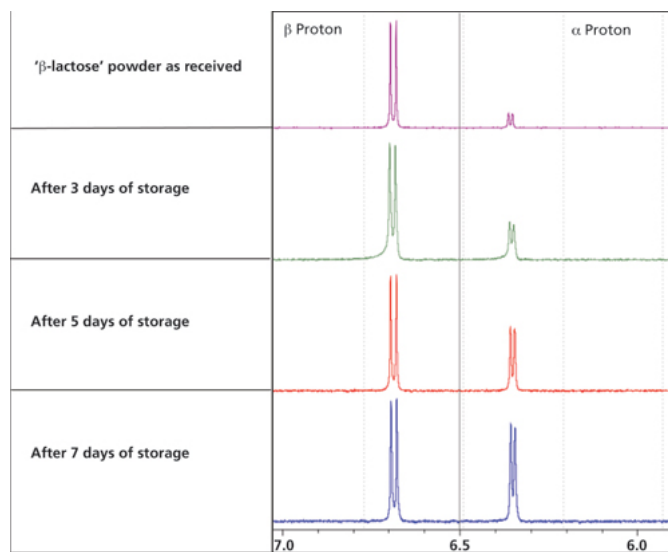 β Proton
α Proton
'β-lactose' powder as received
After 3 days of storage
After 5 days of storage
After 7 days of storage
7.0
6.5
6.0